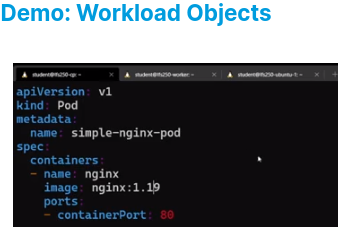 Demo: Workload Objects
student@lfs250-cp: ~ student@lfs250-worker: ~ student@lfs250-ubuntu-1: ~
apiVersion: v1
kind: Pod
metadata:
  name: simple-nginx-pod
spec:
  containers:
  - name: nginx
    image: nginx:1.19
    ports:
    - containerPort: 80